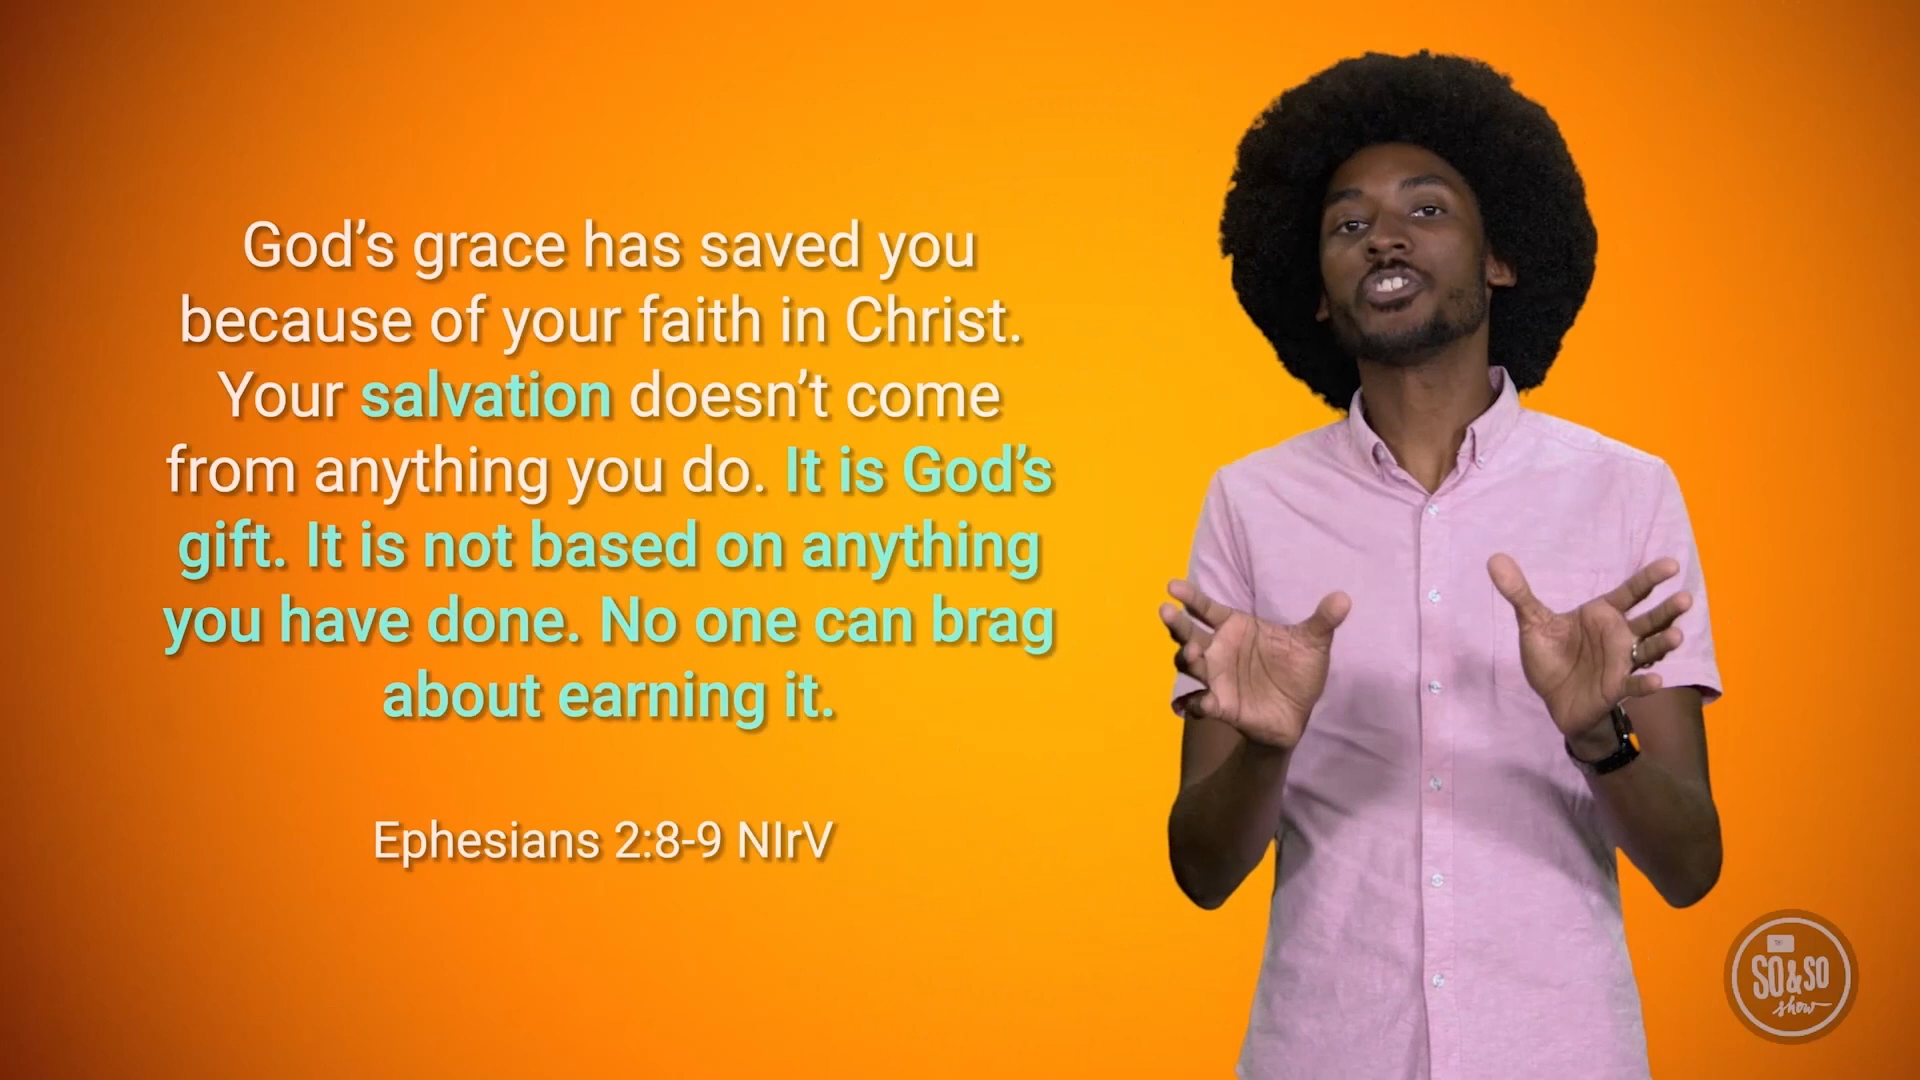 God’s grace has saved you
because of your faith in Christ.
Your salvation doesn’t come
from anything you do. It is God’s
gift. It is not based on anything
you have done. No one can brag
about earning it.
Ephesians 2:8-9 NIrV
SO & SO
show